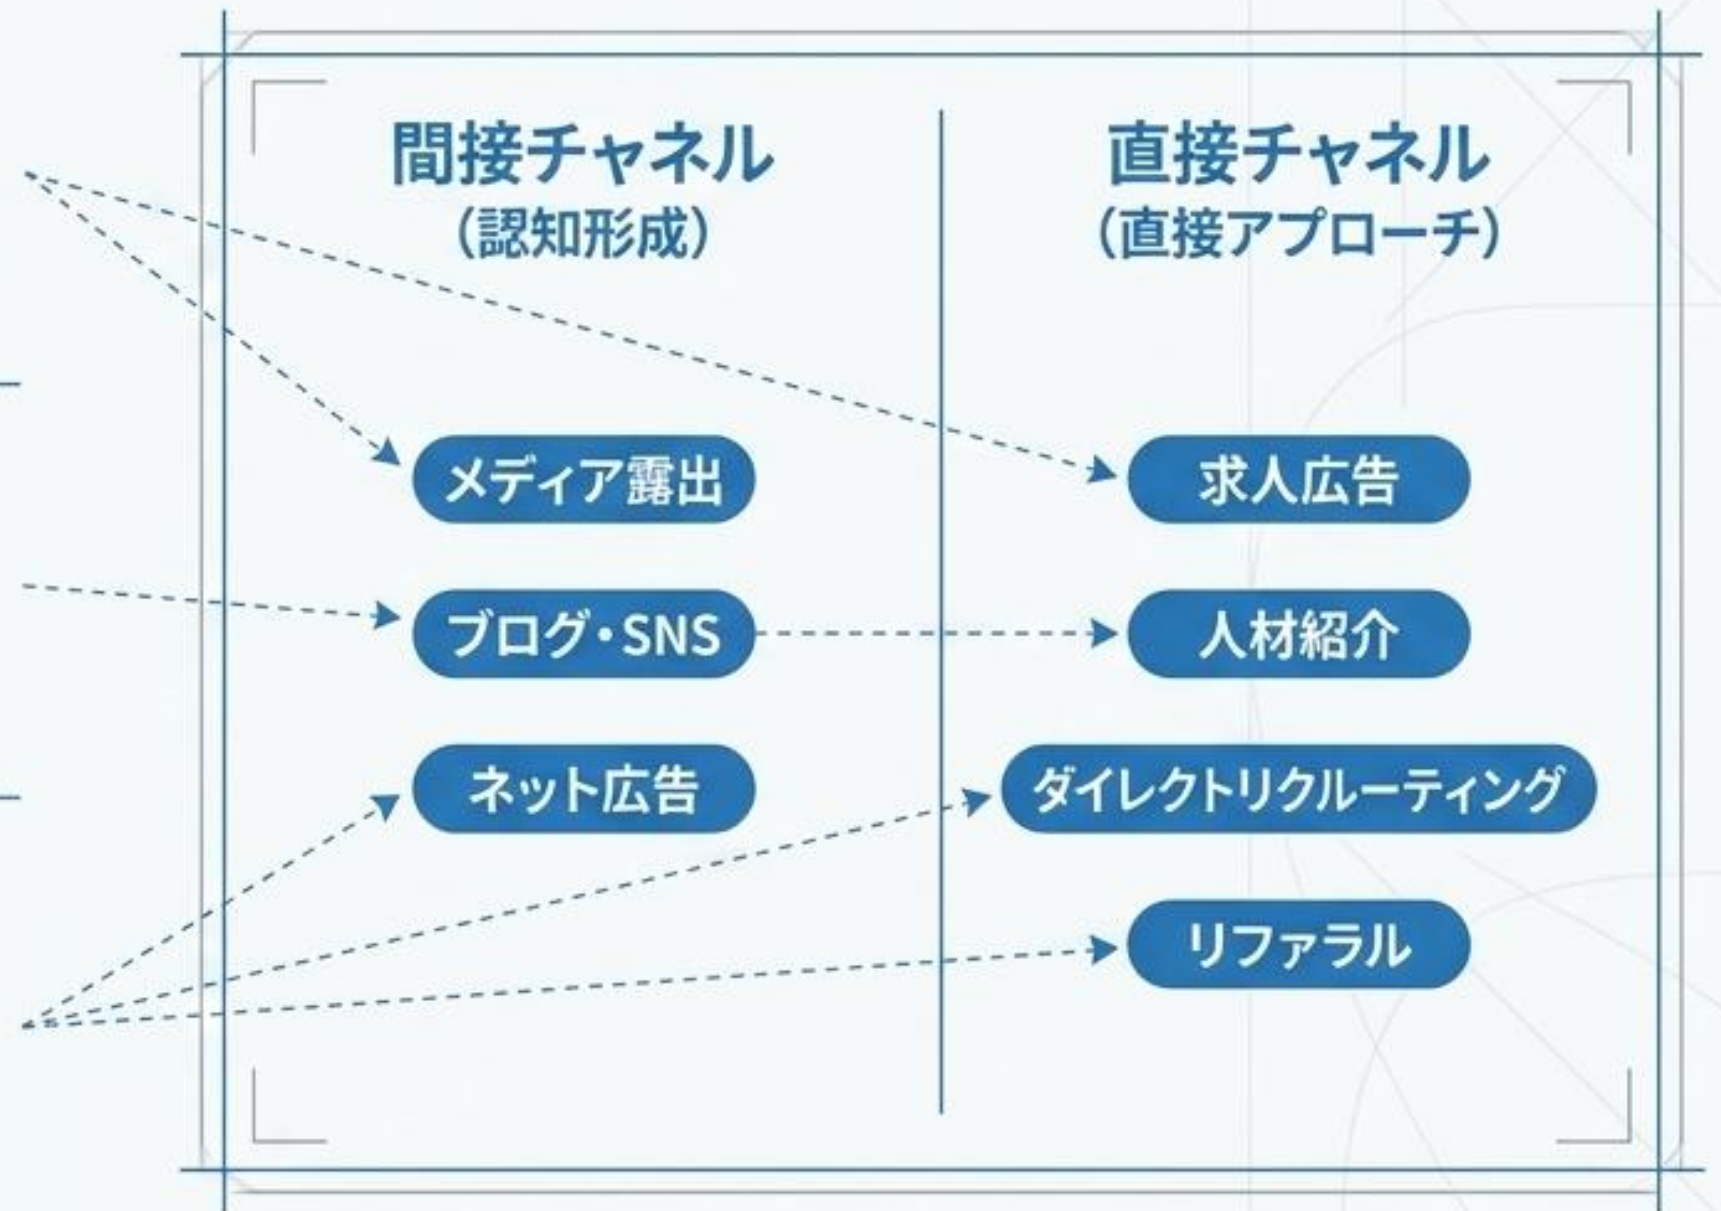 間接チャネル
(認知形成)
メディア露出
ブログ・SNS
ネット広告
直接チャネル
(直接アプローチ)
求人広告
人材紹介
ダイレクトリクルーティング
リファラル